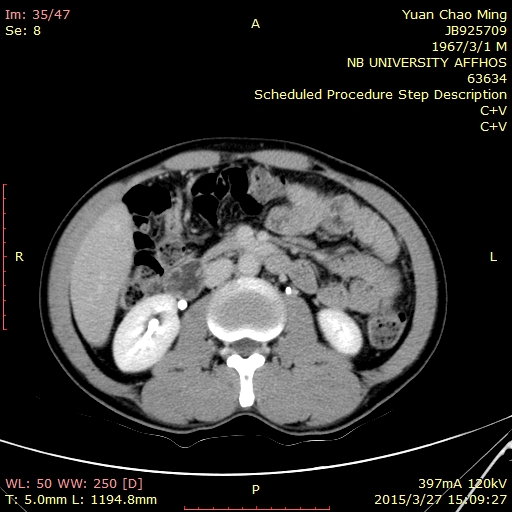 Im: 35/47
Se: 8
A
Yuan Chao Ming
JB925709
1967/3/1 M
NB UNIVERSITY AFFHOS
63634
Scheduled Procedure Step Description
C+V
C+V
R
L
WL: 50 WW: 250 [D]
T: 5.0mm L: 1194.8mm
P
397mA 120kV
2015/3/27 15:09:27